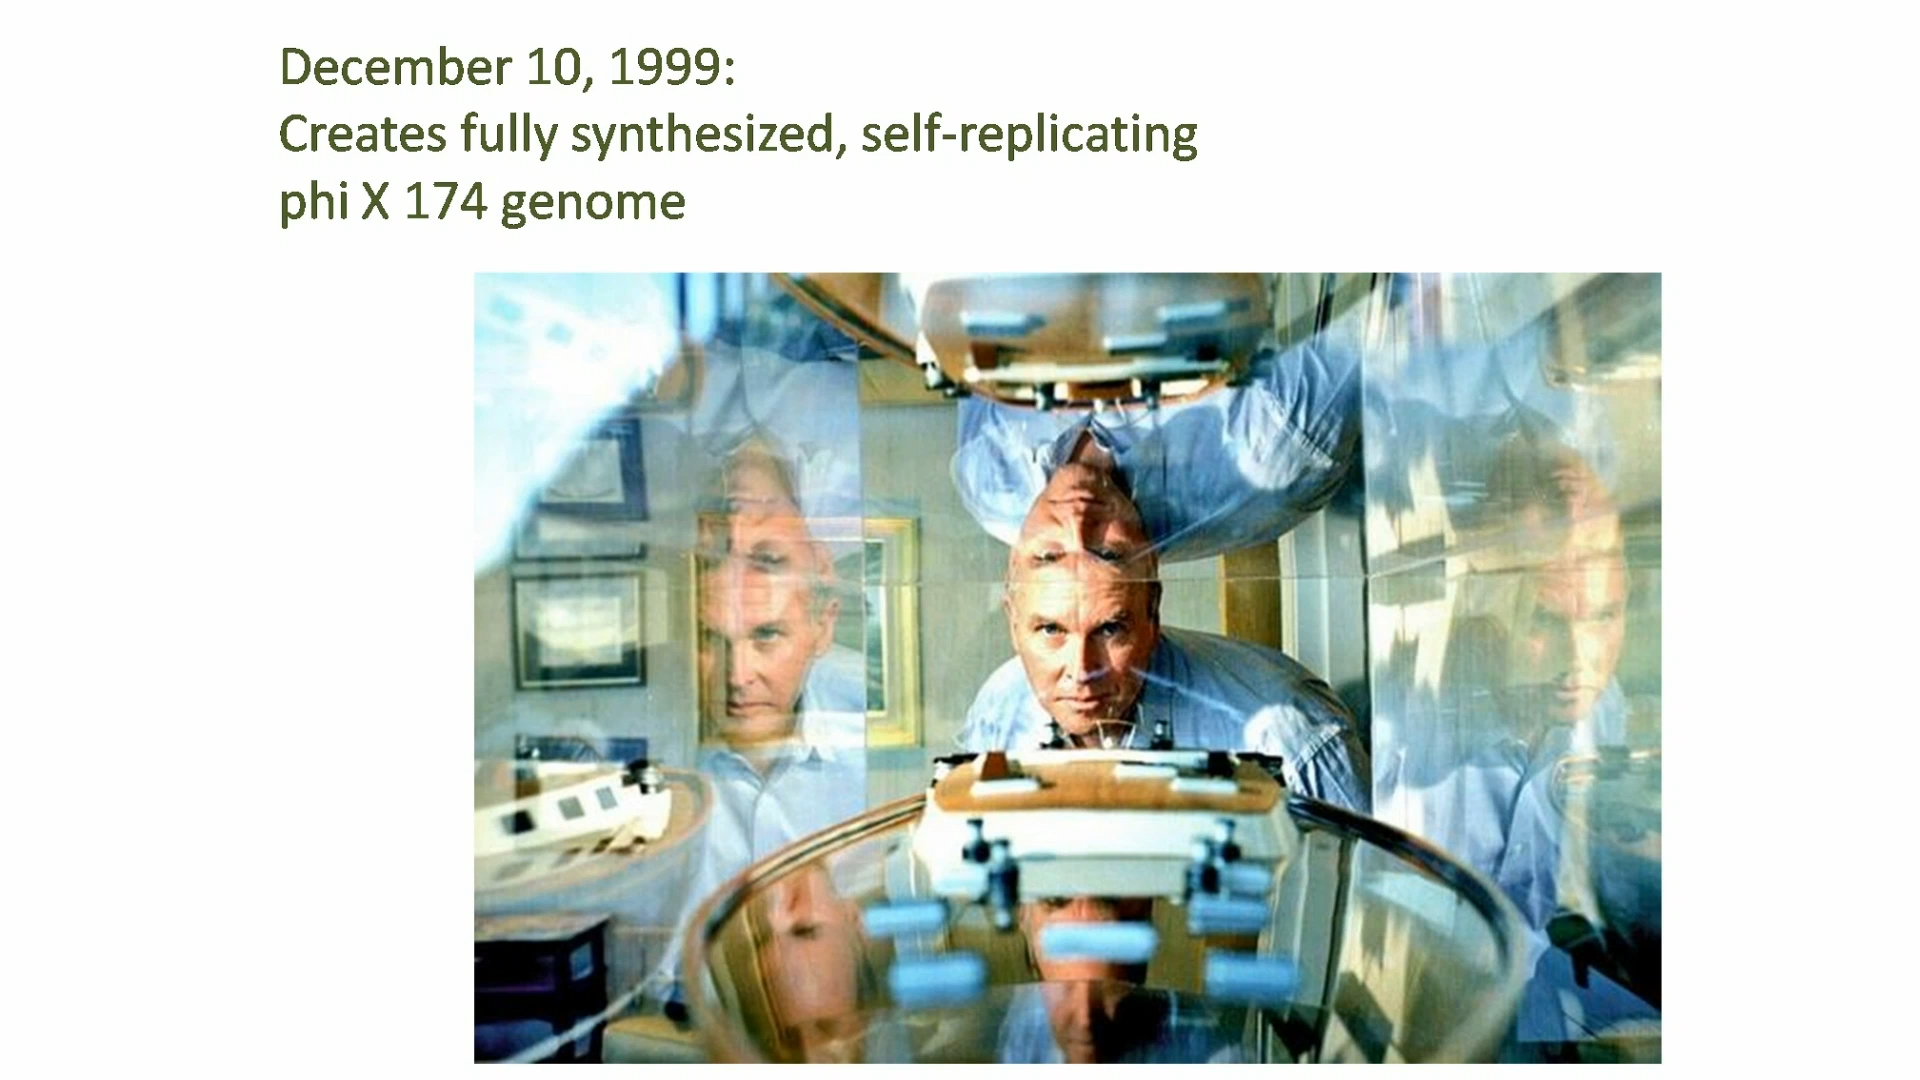 December 10, 1999:
Creates fully synthesized, self-replicating
phi X 174 genome